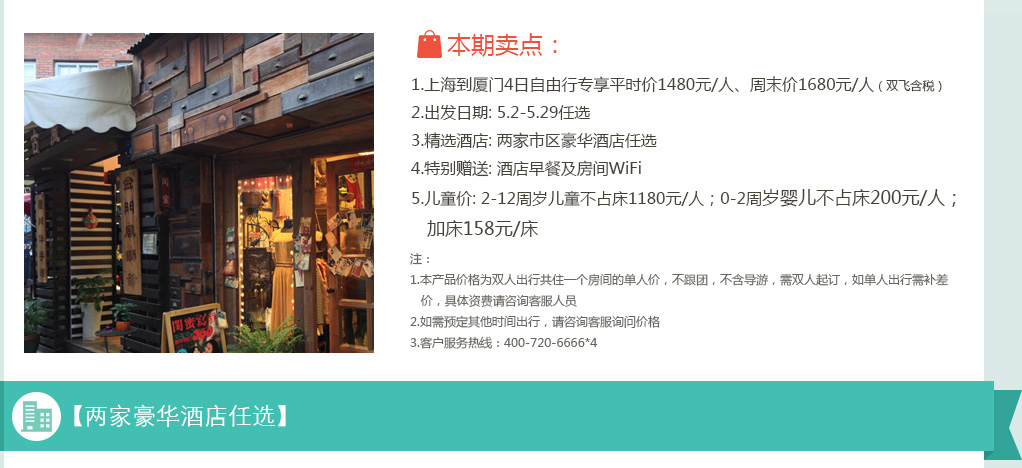 本期卖点：
1.上海到厦门4日自由行专享平时价1480元/人、周末价1680元/人（双飞含税）
2.出发日期: 5.2-5.29任选
3.精选酒店: 两家市区豪华酒店任选
4.特别赠送: 酒店早餐及房间WiFi
5.儿童价: 2-12周岁儿童不占床1180元/人；0-2周岁婴儿不占床200元/人；
加床158元/床
注：
1.本产品价格为双人出行共住一个房间的单人价，不跟团，不含导游，需双人起订，如单人出行需补差
价，具体资费请咨询客服人员
2.如需预定其他时间出行，请咨询客服询问价格
3.客户服务热线：400-720-6666*4
【两家豪华酒店任选】